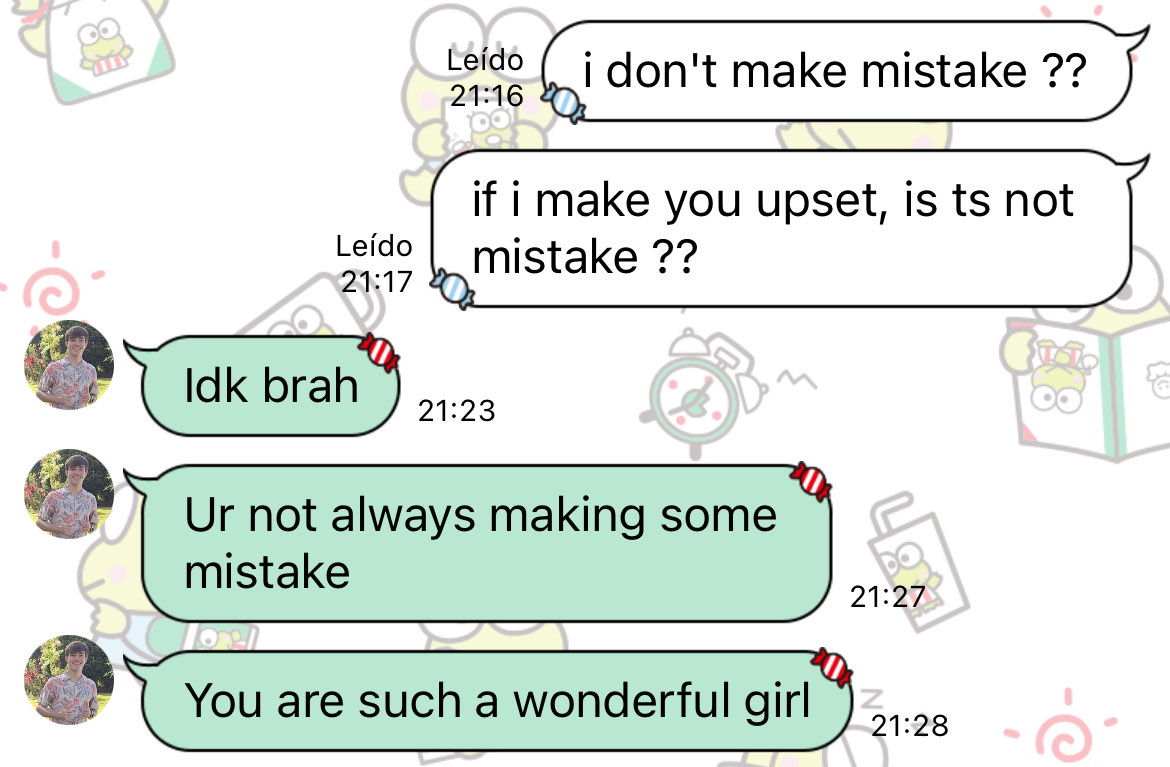 Leído
21:16
i don't make mistake ??
if i make you upset, is ts not
mistake ??
Leído
21:17
Idk brah
21:23
Ur not always making some
mistake
21:27
You are such a wonderful girl
21:28